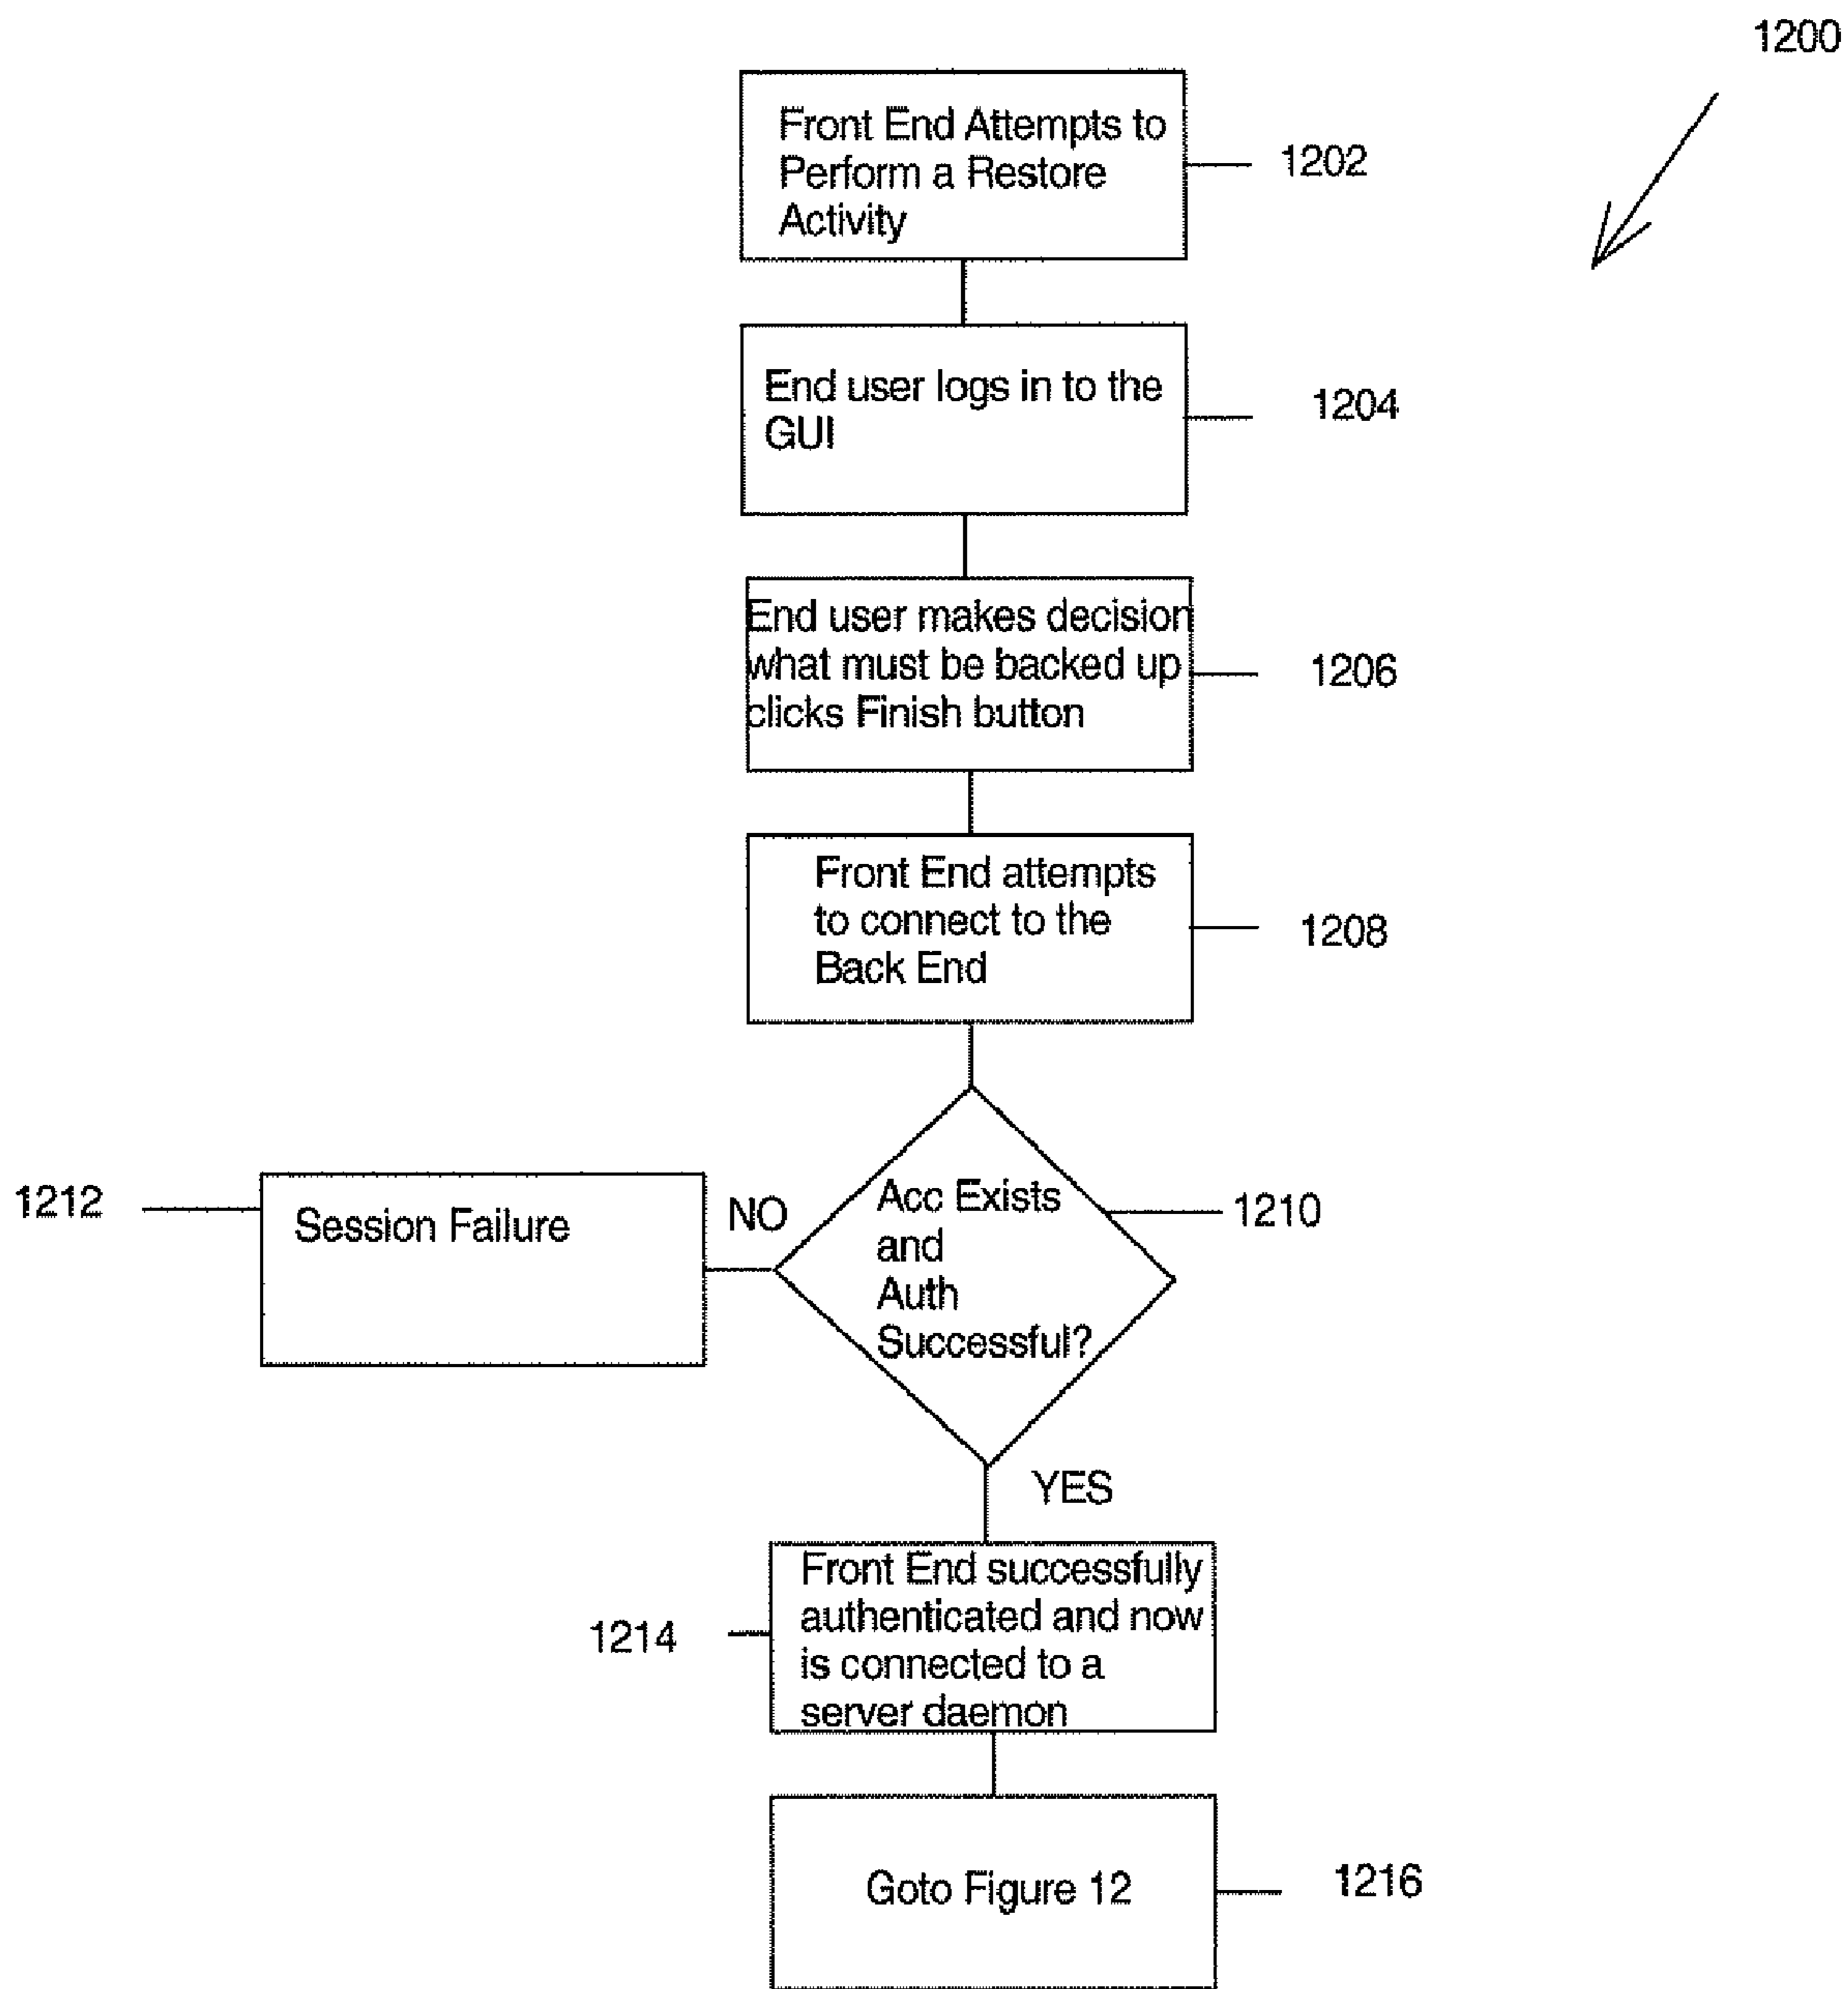 1200
Front End Attempts to
Perform a Restore
Activity
1202
End user logs in to the
GUI
1204
End user makes decision
what must be backed up
clicks Finish button
1206
Front End attempts
to connect to the
Back End
1208
Acc Exists
and
Auth
Successful?
1210
NO
1212
Session Failure
YES
Front End successfully
authenticated and now
is connected to a
server daemon
1214
Goto Figure 12
1216